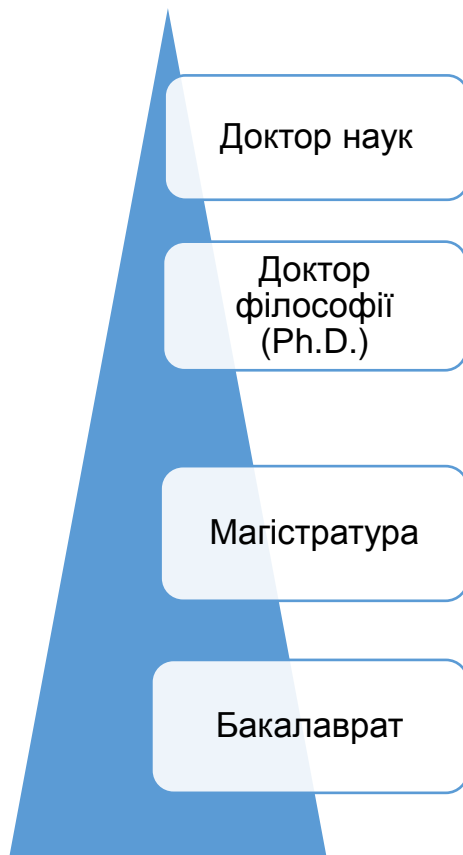 Доктор наук
Доктор
філософії
(Ph.D.)
Магістратура
Бакалаврат